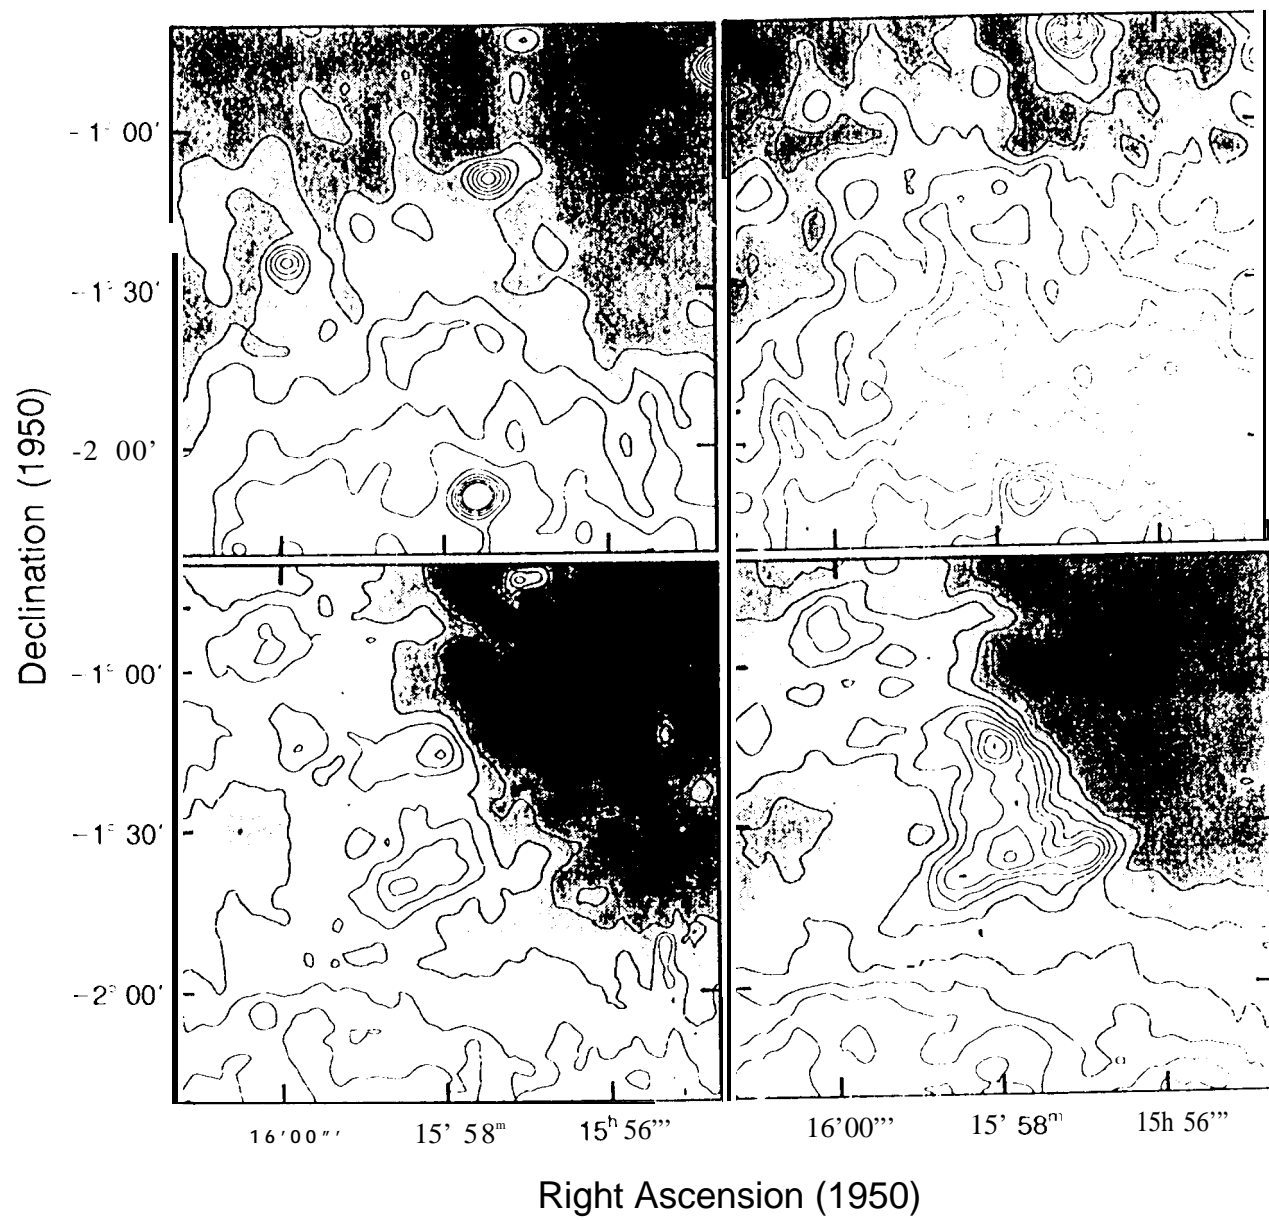 Declination (1950)
- 1° 00'
-1° 30'
-2 00'
-1° 00'
-1° 30'
-2° 00'
16'00"'
15' 58m
15h 56"'
16'00"'
15' 58m
15h 56"'
Right Ascension (1950)